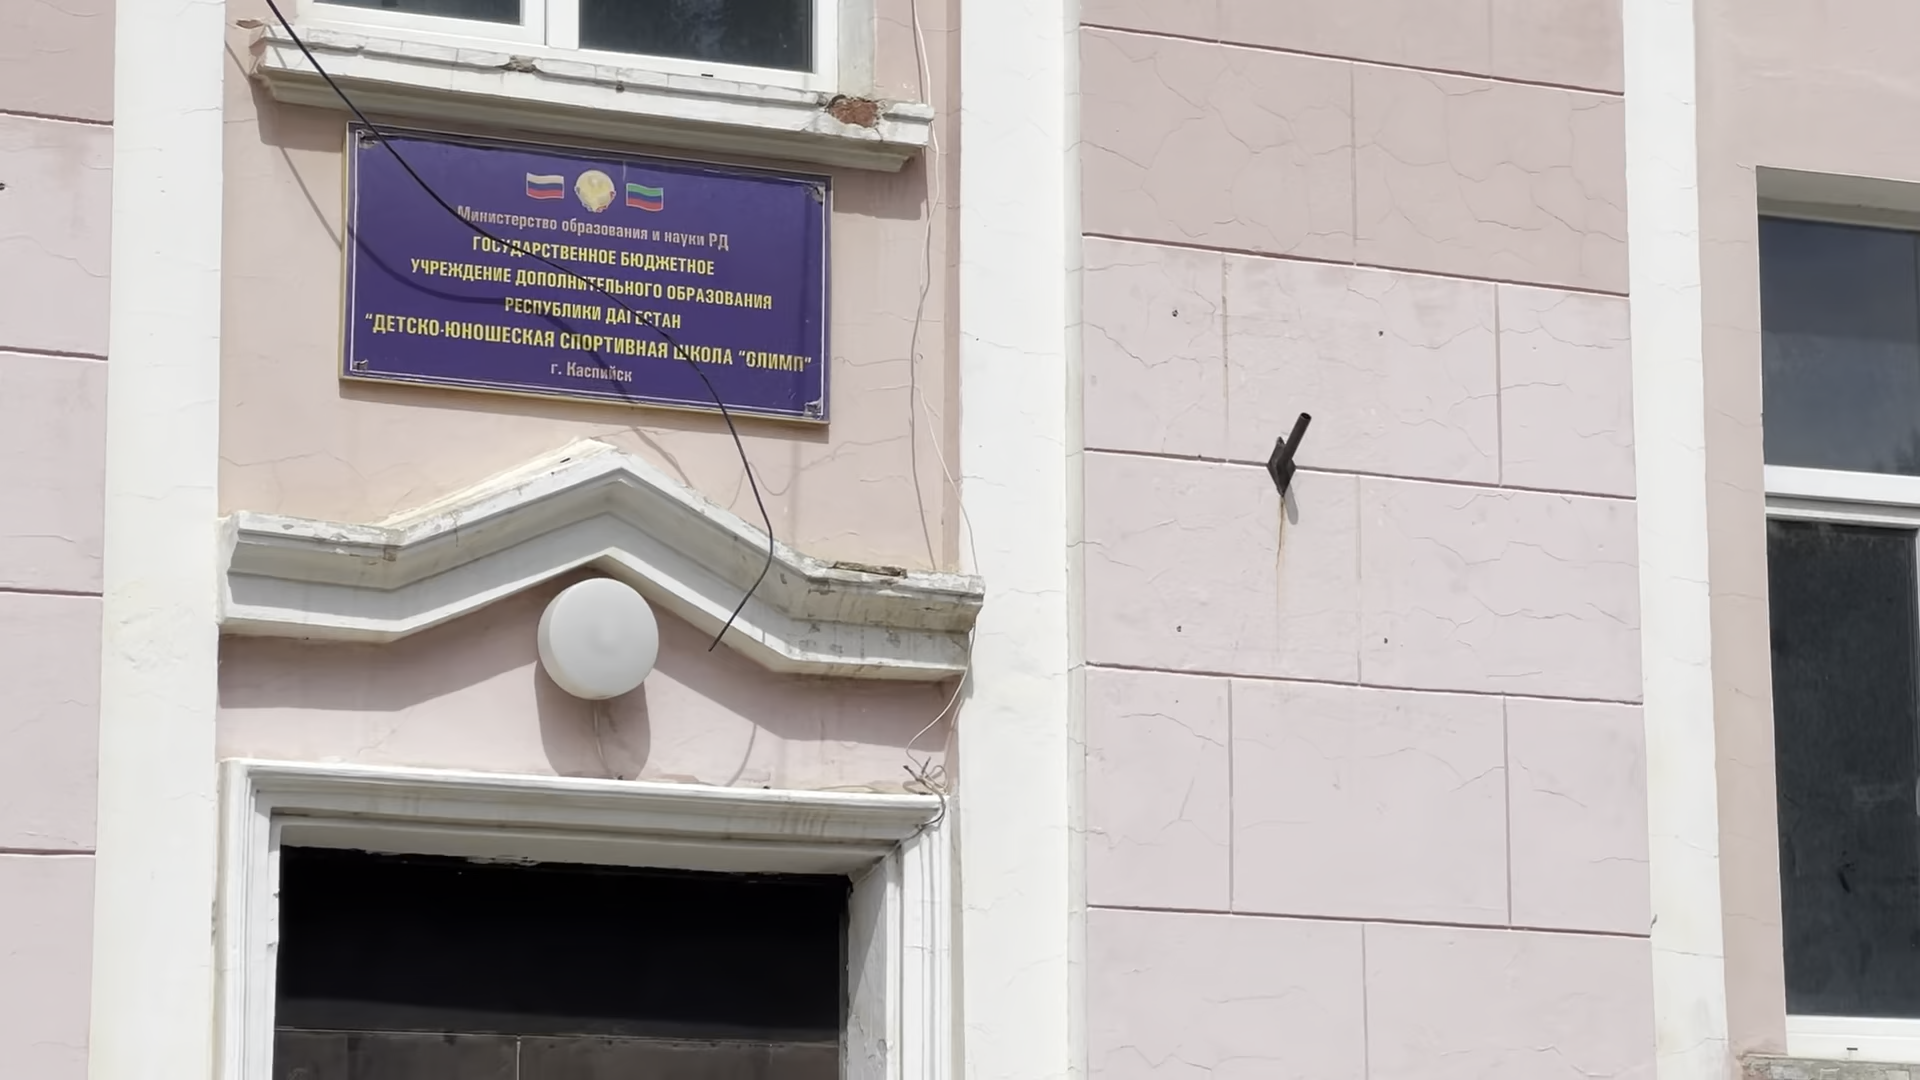 Министерство образования и науки РД
ГОСУДАРСТВЕННОЕ БЮДЖЕТНОЕ
УЧРЕЖДЕНИЕ ДОПОЛНИТЕЛЬНОГО ОБРАЗОВАНИЯ
РЕСПУБЛИКИ ДАГЕСТАН
"ДЕТСКО-ЮНОШЕСКАЯ СПОРТИВНАЯ ШКОЛА "ОЛИМП"
г. Каспийск